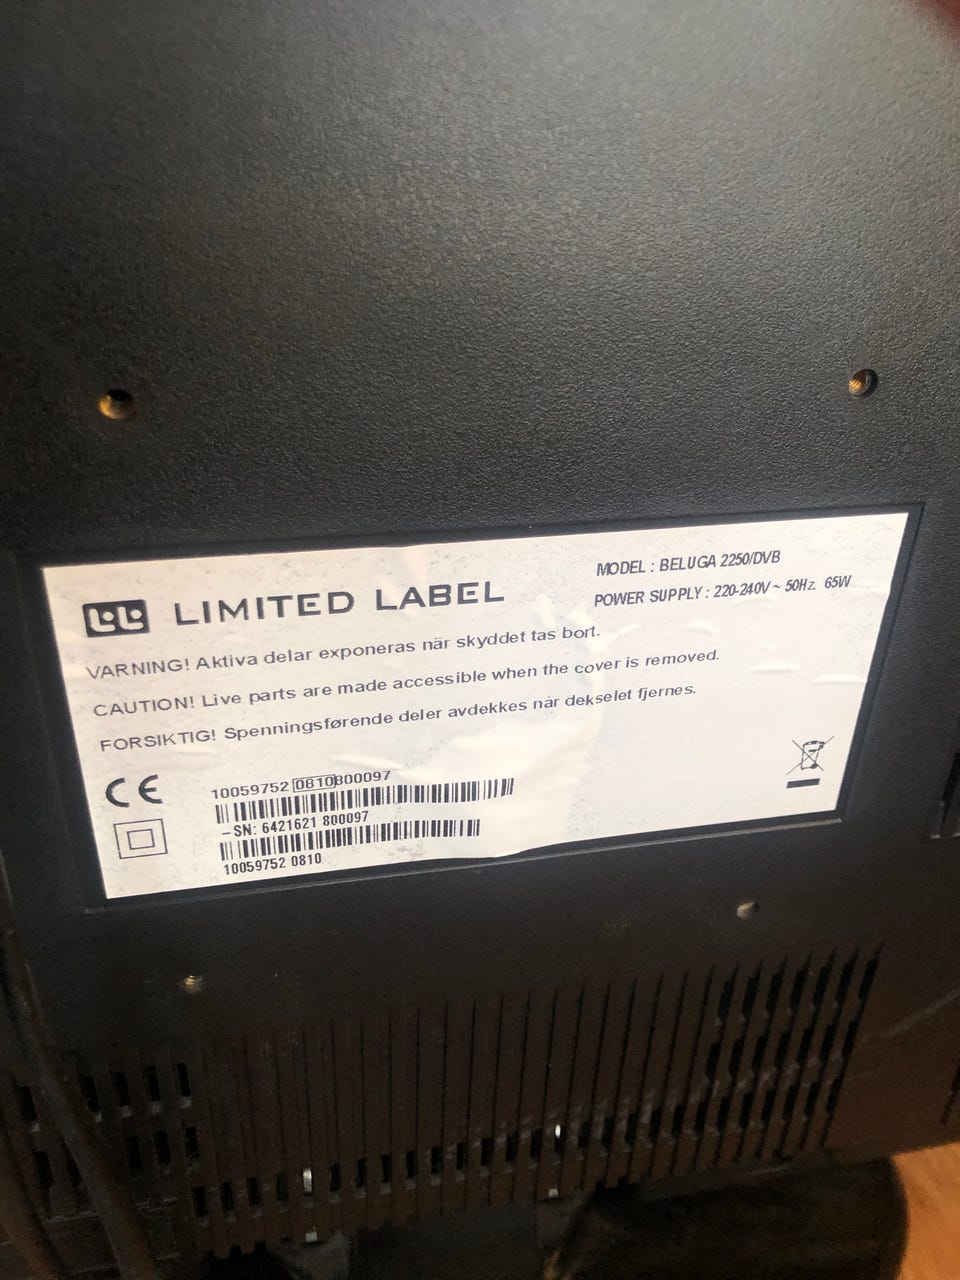 LL LIMITED LABEL
MODEL : BELUGA 2250/DVB
POWER SUPPLY : 220-240V ~ 50Hz. 65W
VARNING! Aktiva delar exponeras när skyddet tas bort.
CAUTION! Live parts are made accessible when the cover is removed.
FORSIKTIG! Spenningsførende deler avdekkes når dekselet fjernes.
CE
10059752 0810800097
-SN: 6421621 800097
10059752 0810